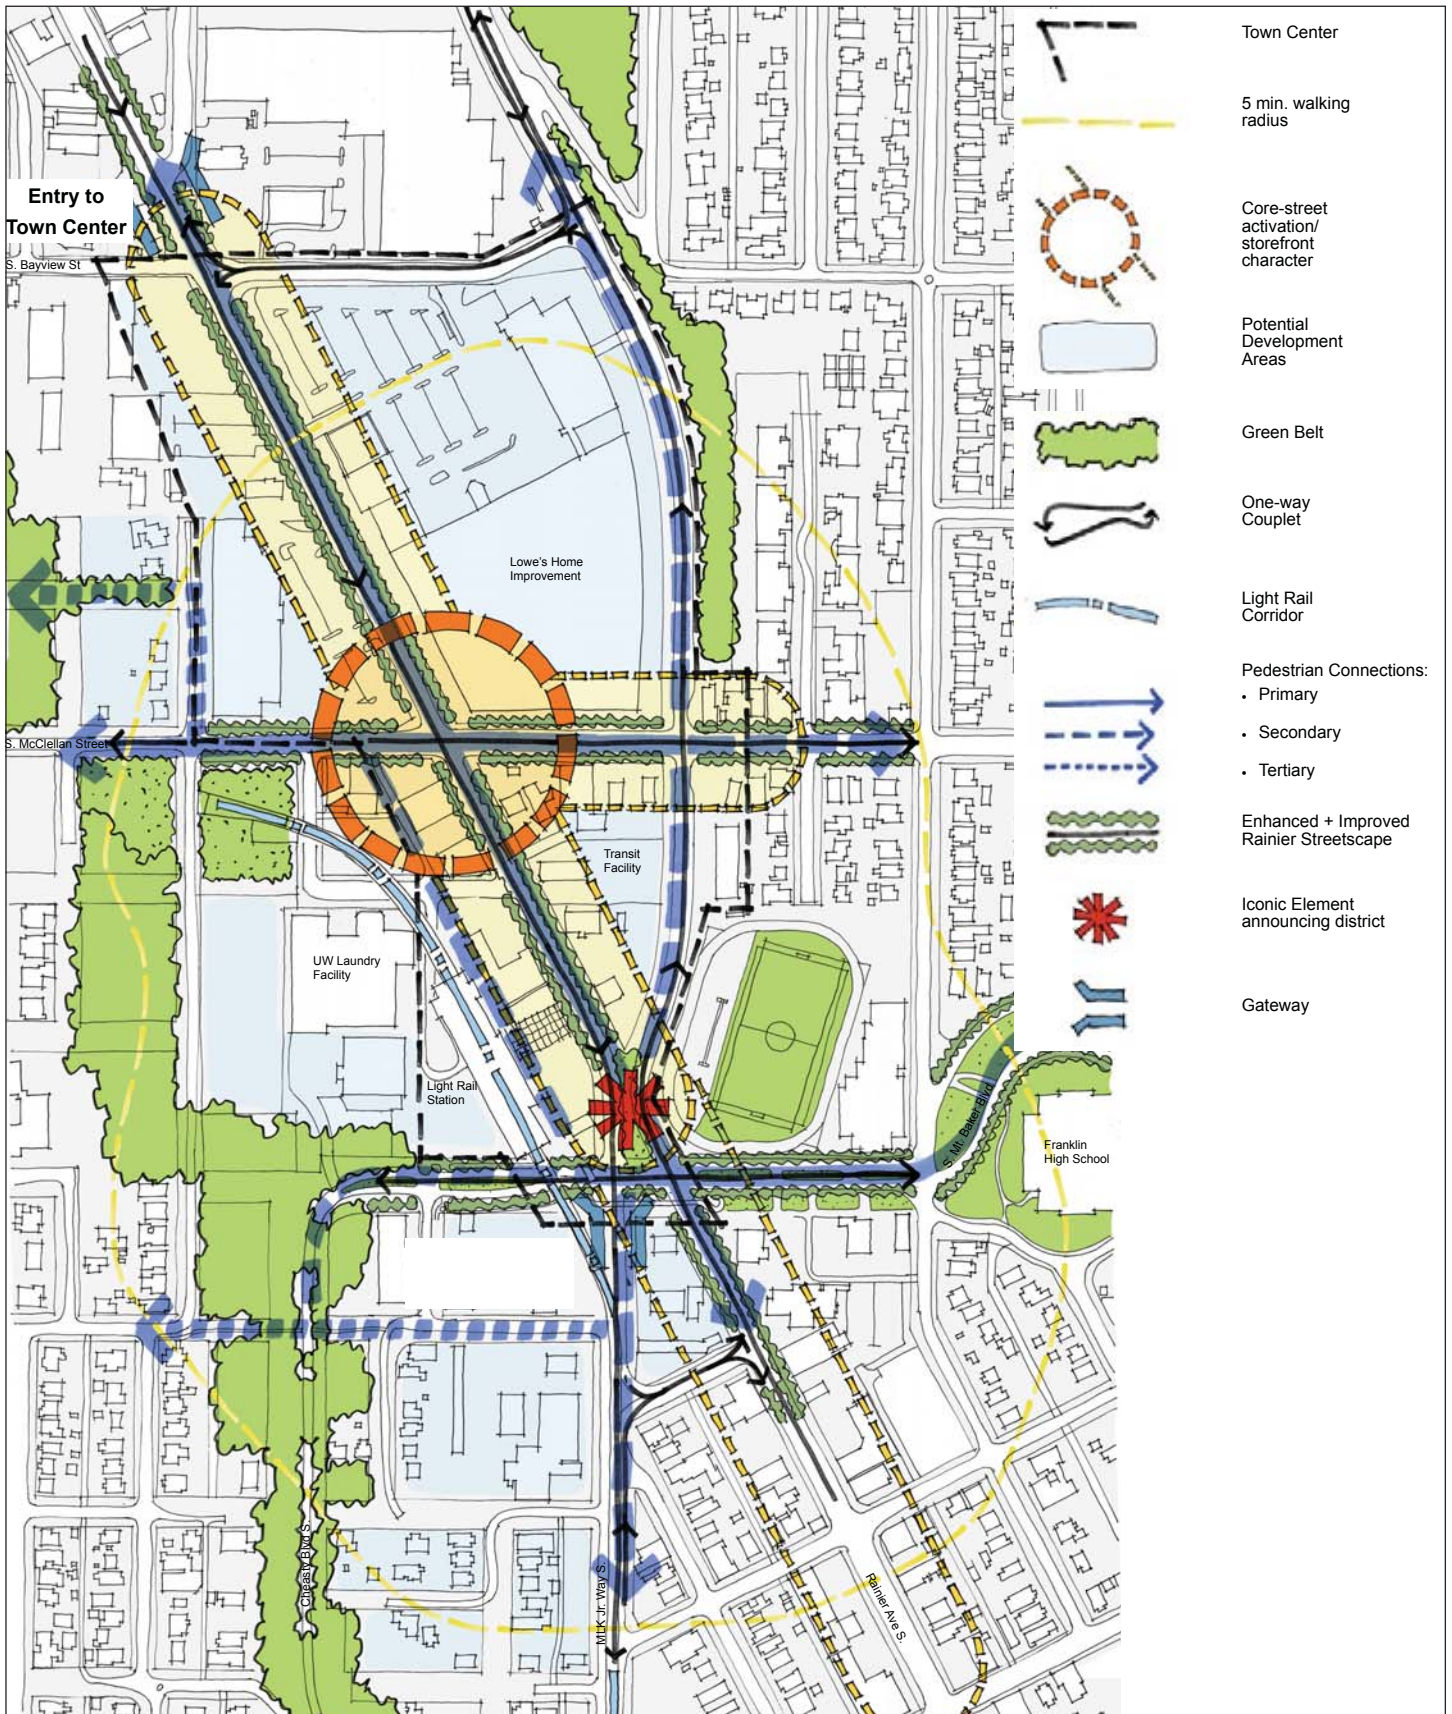 Entry to
Town Center
S. Bayview St
Lowe's Home
Improvement
S. McClellan Street
Transit
Facility
UW Laundry
Facility
Light Rail
Station
S. Mt. Baker Blvd
Franklin
High School
Cheasty Blvd S.
MLK Jr. Way S.
Rainier Ave S.
Town Center
5 min. walking
radius
Core-street
activation/
storefront
character
Potential
Development
Areas
Green Belt
One-way
Couplet
Light Rail
Corridor
Pedestrian Connections:
• Primary
• Secondary
• Tertiary
Enhanced + Improved
Rainier Streetscape
Iconic Element
announcing district
Gateway